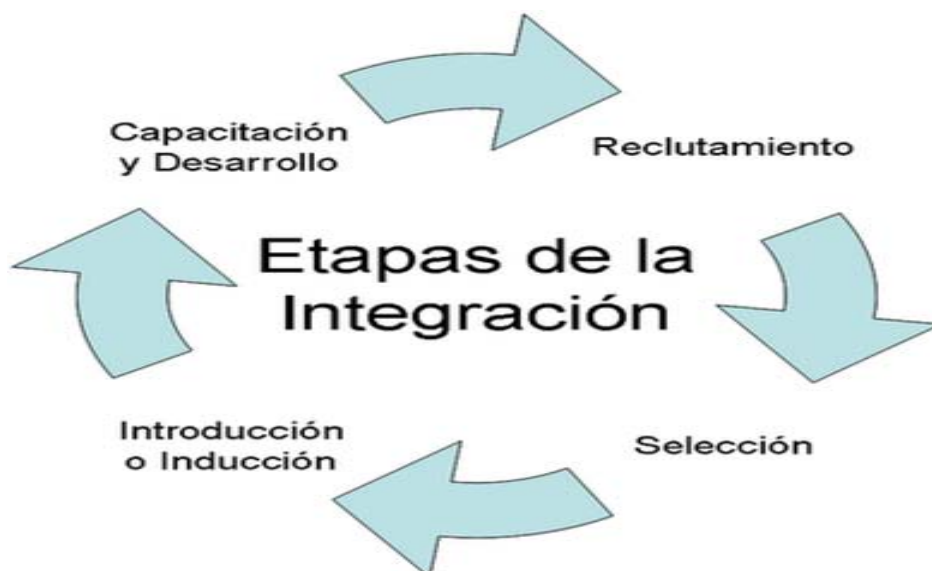 Capacitación
y Desarrollo
Reclutamiento
Etapas de la
Integración
Introducción
o Inducción
Selección